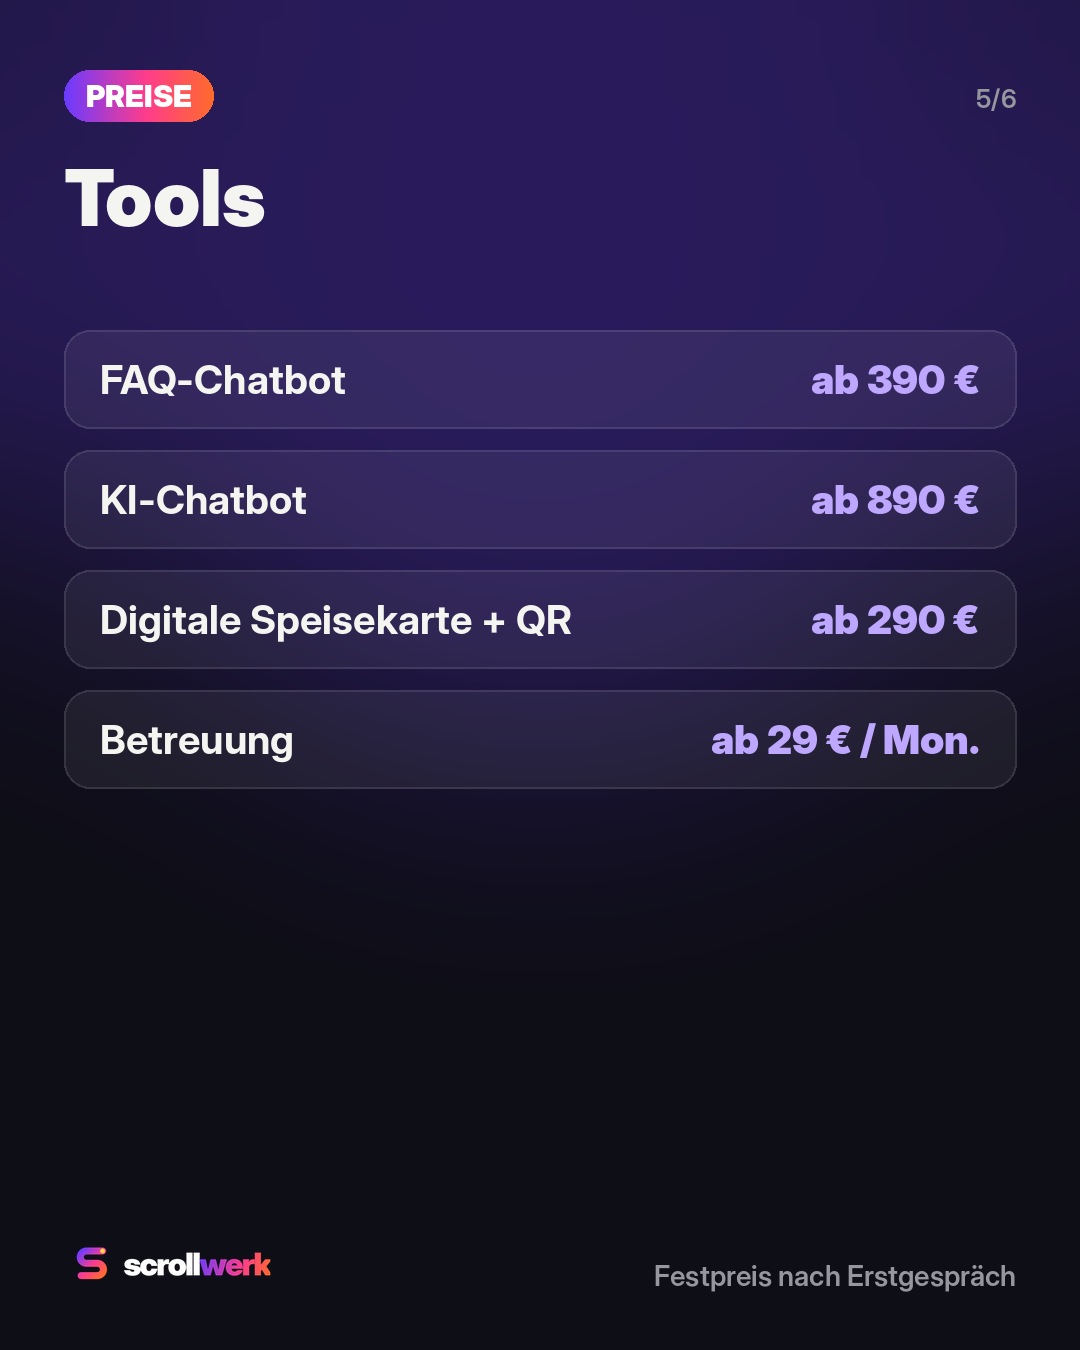 PREISE
5/6
Tools
FAQ-Chatbot ab 390 €
KI-Chatbot ab 890 €
Digitale Speisekarte + QR ab 290 €
Betreuung ab 29 € / Mon.
scrollwerk
Festpreis nach Erstgespräch